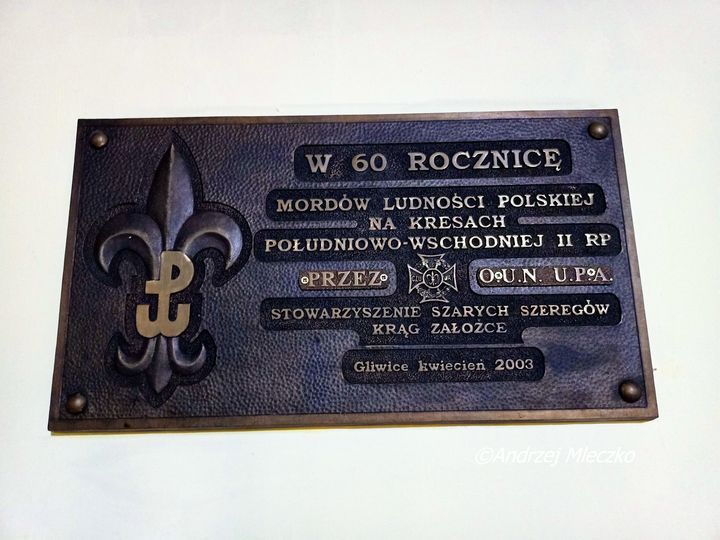 W 60 ROCZNICĘ
MORDÓW LUDNOŚCI POLSKIEJ
NA KRESACH
POŁUDNIOWO-WSCHODNIEJ II RP
PRZEZ O.U.N. U.P.A.
STOWARZYSZENIE SZARYCH SZEREGÓW
KRĄG ZAŁOŹCE
Gliwice kwiecień 2003
©Andrzej Mleczko